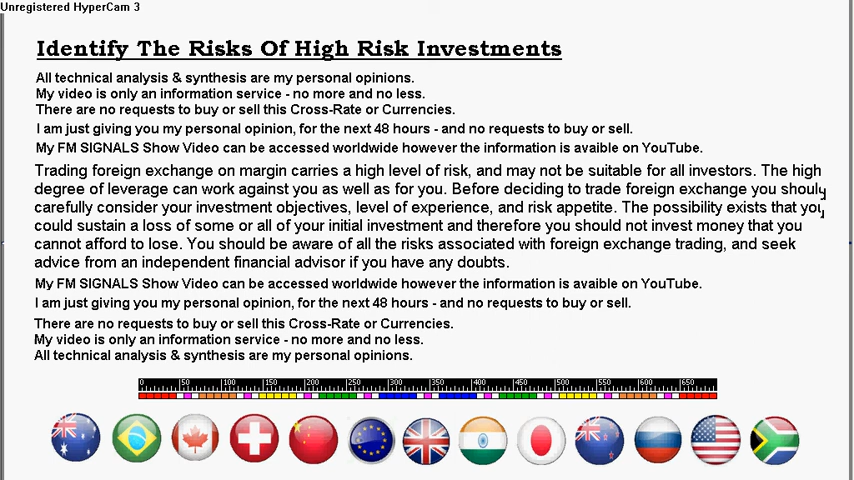 Unregistered HyperCam 3
Identify The Risks Of High Risk Investments
All technical analysis & synthesis are my personal opinions.
My video is only an information service - no more and no less.
There are no requests to buy or sell this Cross-Rate or Currencies.
I am just giving you my personal opinion, for the next 48 hours - and no requests to buy or sell.
My FM SIGNALS Show Video can be accessed worldwide however the information is avaible on YouTube.
Trading foreign exchange on margin carries a high level of risk, and may not be suitable for all investors. The high
degree of leverage can work against you as well as for you. Before deciding to trade foreign exchange you should
carefully consider your investment objectives, level of experience, and risk appetite. The possibility exists that you
could sustain a loss of some or all of your initial investment and therefore you should not invest money that you
cannot afford to lose. You should be aware of all the risks associated with foreign exchange trading, and seek
advice from an independent financial advisor if you have any doubts.
My FM SIGNALS Show Video can be accessed worldwide however the information is avaible on YouTube.
I am just giving you my personal opinion, for the next 48 hours - and no requests to buy or sell.
There are no requests to buy or sell this Cross-Rate or Currencies.
My video is only an information service - no more and no less.
All technical analysis & synthesis are my personal opinions.
0 50 100 150 200 250 300 350 400 450 500 550 600 650